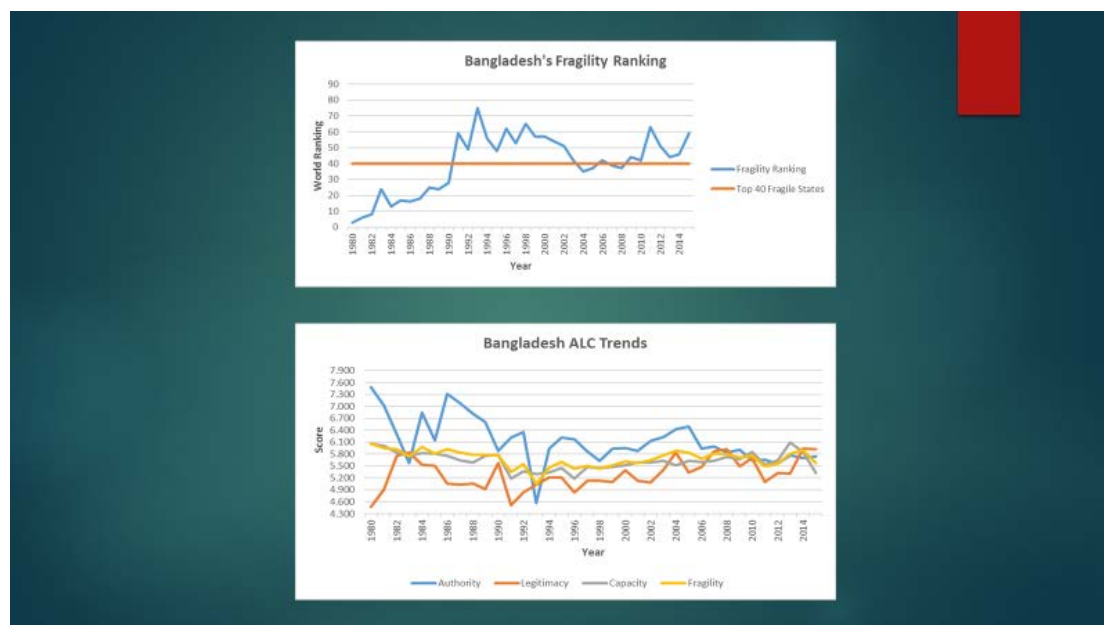 Bangladesh's Fragility Ranking
90
80
70
60
50
40
30
20
10
0
World Ranking
1980 1982 1984 1986 1988 1990 1992 1994 1996 1998 2000 2002 2004 2006 2008 2010 2012 2014
Year
Fragility Ranking
Top 40 Fragile States
Bangladesh ALC Trends
7.900
7.600
7.300
7.000
6.700
6.400
6.100
5.800
5.500
5.200
4.900
4.600
4.300
Score
1980 1982 1984 1986 1988 1990 1992 1994 1996 1998 2000 2002 2004 2006 2008 2010 2012 2014
Year
Authority Legitimacy Capacity Fragility